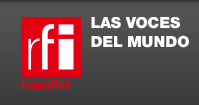 rfi
español
LAS VOCES
DEL MUNDO